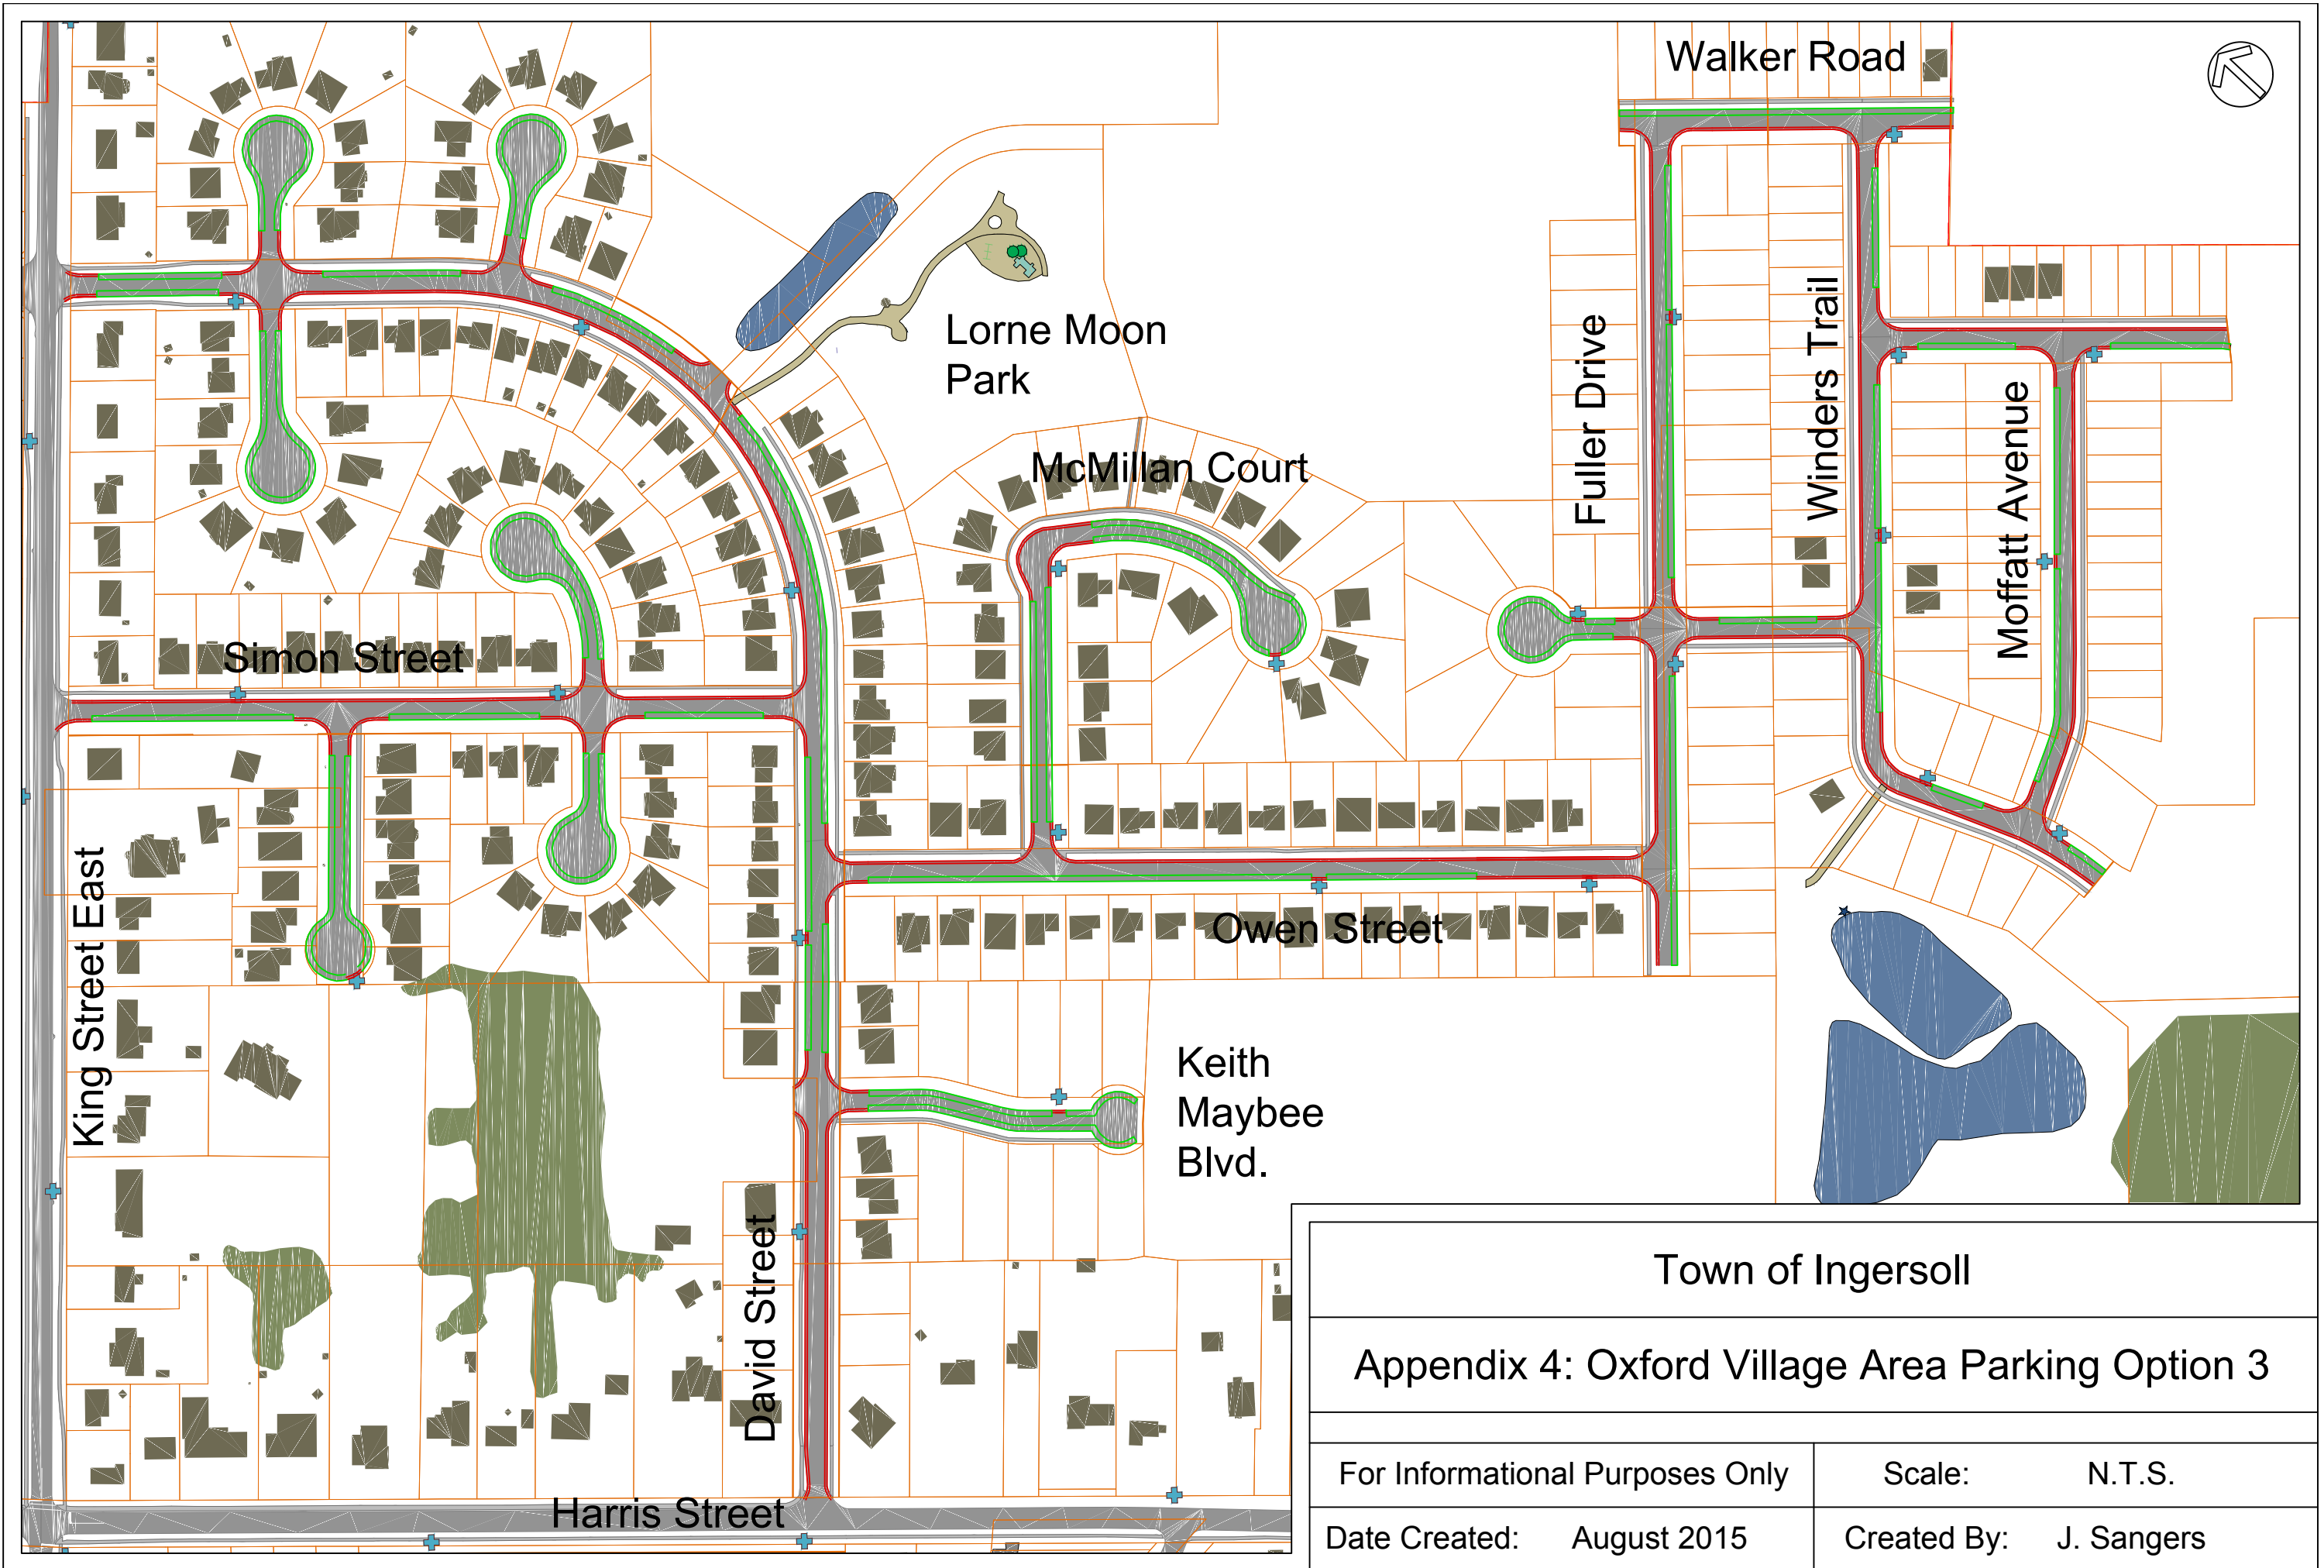 Walker Road
Lorne Moon
Park
McMillan Court
Fuller Drive
Winders Trail
Moffatt Avenue
Simon Street
King Street East
Owen Street
Keith
Maybee
Blvd.
David Street
Harris Street
Town of Ingersoll
Appendix 4: Oxford Village Area Parking Option 3
For Informational Purposes Only
Scale: N.T.S.
Date Created: August 2015
Created By: J. Sangers